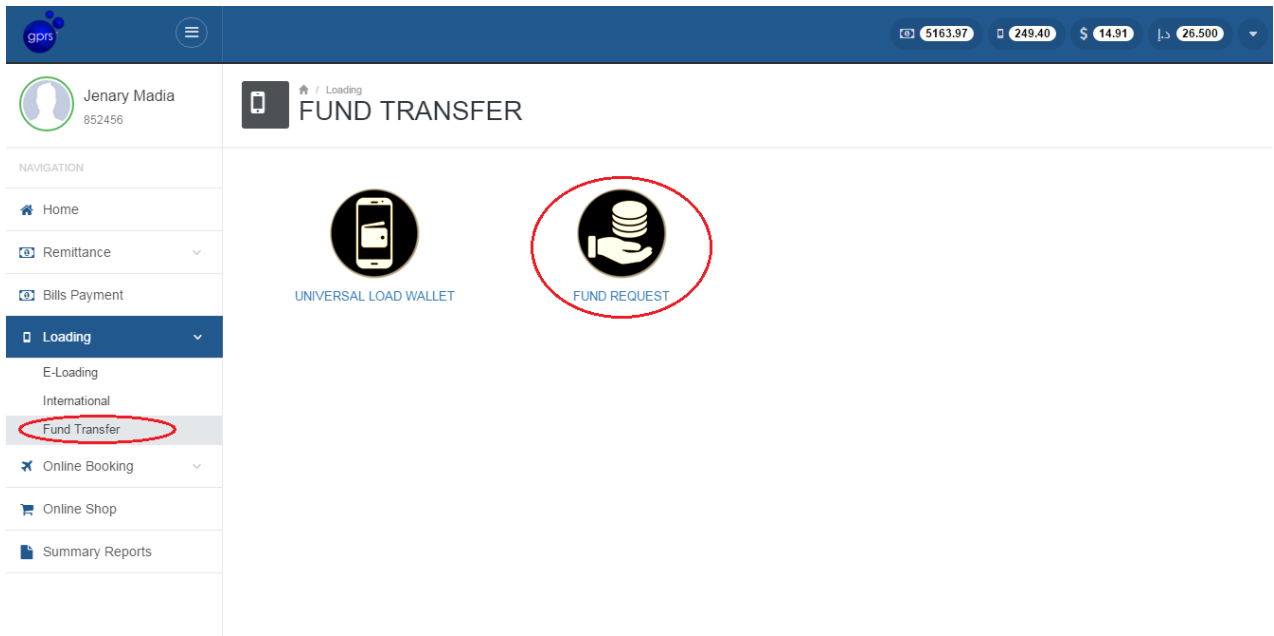 gprs
5163.97
249.40
$ 14.91
د.إ 26.500
Jenary Madia
852456
/ Loading
FUND TRANSFER
NAVIGATION
Home
Remittance
Bills Payment
Loading
E-Loading
International
Fund Transfer
Online Booking
Online Shop
Summary Reports
UNIVERSAL LOAD WALLET
FUND REQUEST